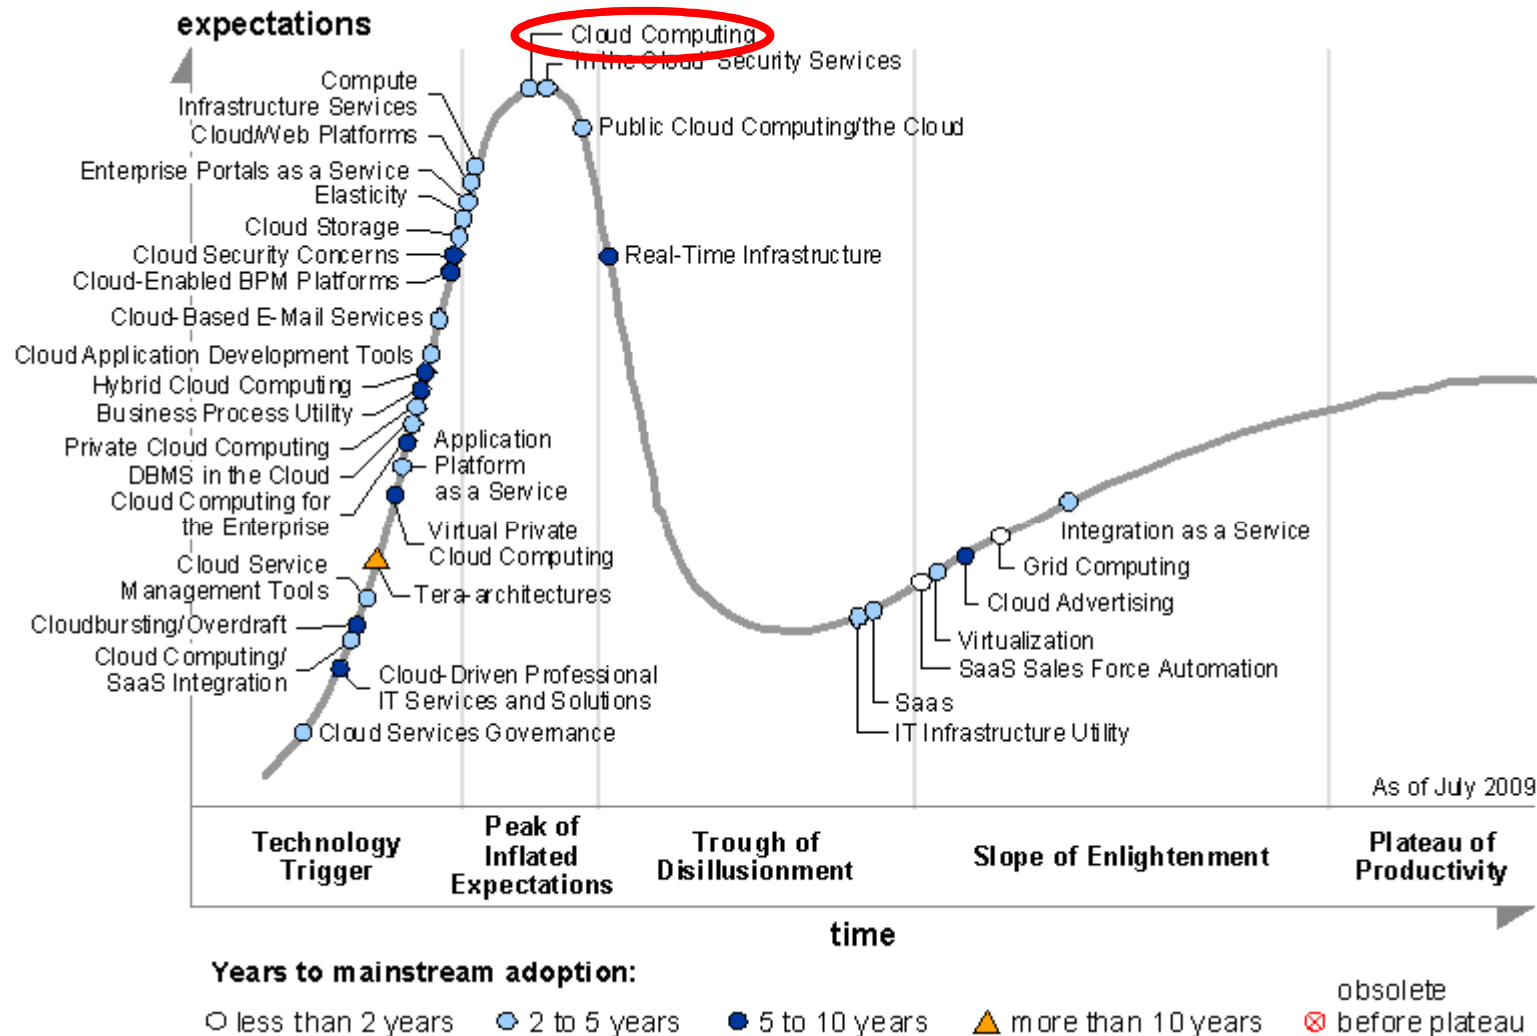 expectations
Cloud Computing
"In the Cloud" Security Services
Compute
Infrastructure Services
Cloud/Web Platforms
Public Cloud Computing/the Cloud
Enterprise Portals as a Service
Elasticity
Cloud Storage
Cloud Security Concerns
Real-Time Infrastructure
Cloud-Enabled BPM Platforms
Cloud-Based E-Mail Services
Cloud Application Development Tools
Hybrid Cloud Computing
Business Process Utility
Private Cloud Computing
DBMS in the Cloud
Cloud Computing for
the Enterprise
Application
Platform
as a Service
Virtual Private
Cloud Computing
Cloud Service
Management Tools
Tera-architectures
Cloudbursting/Overdraft
Cloud Computing/
SaaS Integration
Cloud-Driven Professional
IT Services and Solutions
Cloud Services Governance
Integration as a Service
Grid Computing
Cloud Advertising
Virtualization
SaaS Sales Force Automation
Saas
IT Infrastructure Utility
As of July 2009
Technology
Trigger
Peak of
Inflated
Expectations
Trough of
Disillusionment
Slope of Enlightenment
Plateau of
Productivity
time
Years to mainstream adoption:
less than 2 years
2 to 5 years
5 to 10 years
more than 10 years
obsolete
before plateau